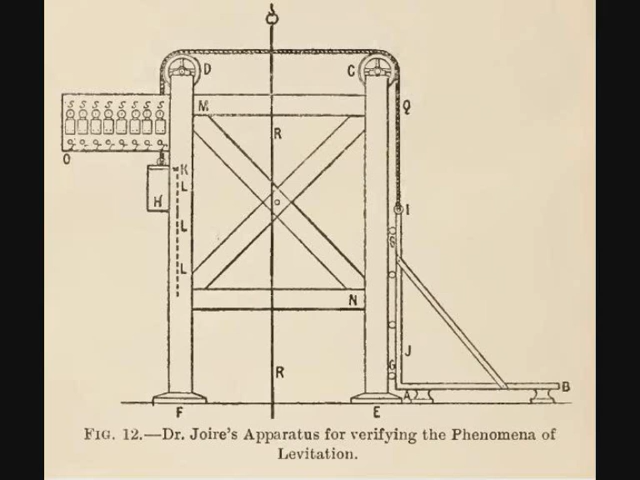 D
C
M
Q
R
S S S S S S S S
O
K
L
H
I
L
S
L
N
J
R
G
B
A
F
E
FIG. 12.—Dr. Joire's Apparatus for verifying the Phenomena of
Levitation.